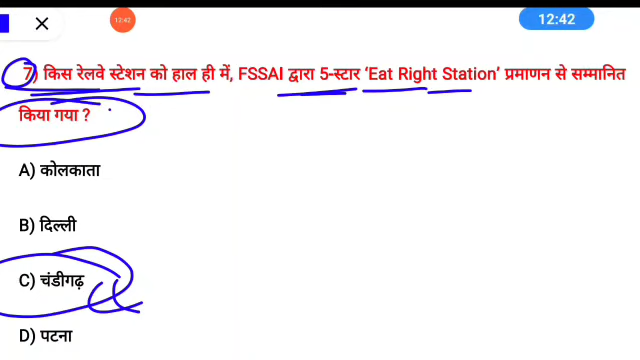 12:42
12:42
7) किस रेलवे स्टेशन को हाल ही में, FSSAI द्वारा 5-स्टार ‘Eat Right Station’ प्रमाणन से सम्मानित
किया गया ?
A) कोलकाता
B) दिल्ली
C) चंडीगढ़
D) पटना